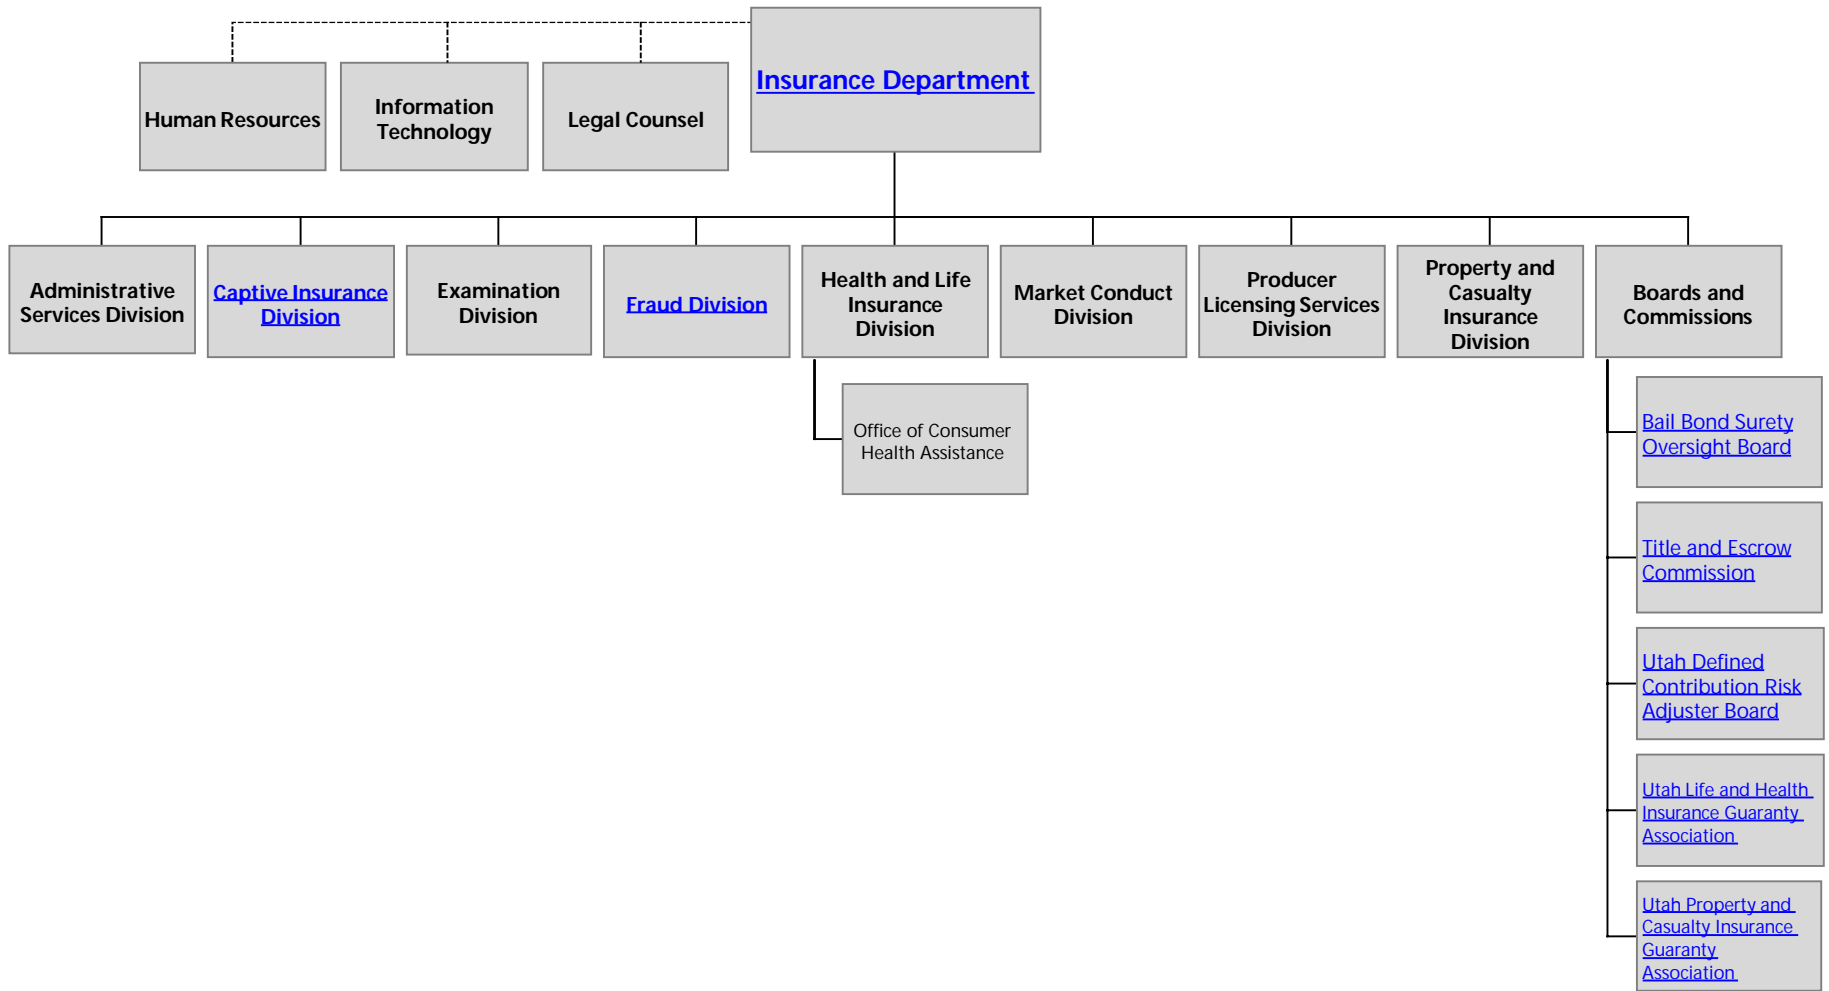 Insurance Department
Human Resources
Information
Technology
Legal Counsel
Administrative
Services Division
Captive Insurance
Division
Examination
Division
Fraud Division
Health and Life
Insurance
Division
Market Conduct
Division
Producer
Licensing Services
Division
Property and
Casualty
Insurance
Division
Boards and
Commissions
Office of Consumer
Health Assistance
Bail Bond Surety
Oversight Board
Title and Escrow
Commission
Utah Defined
Contribution Risk
Adjuster Board
Utah Life and Health
Insurance Guaranty
Association
Utah Property and
Casualty Insurance
Guaranty
Association